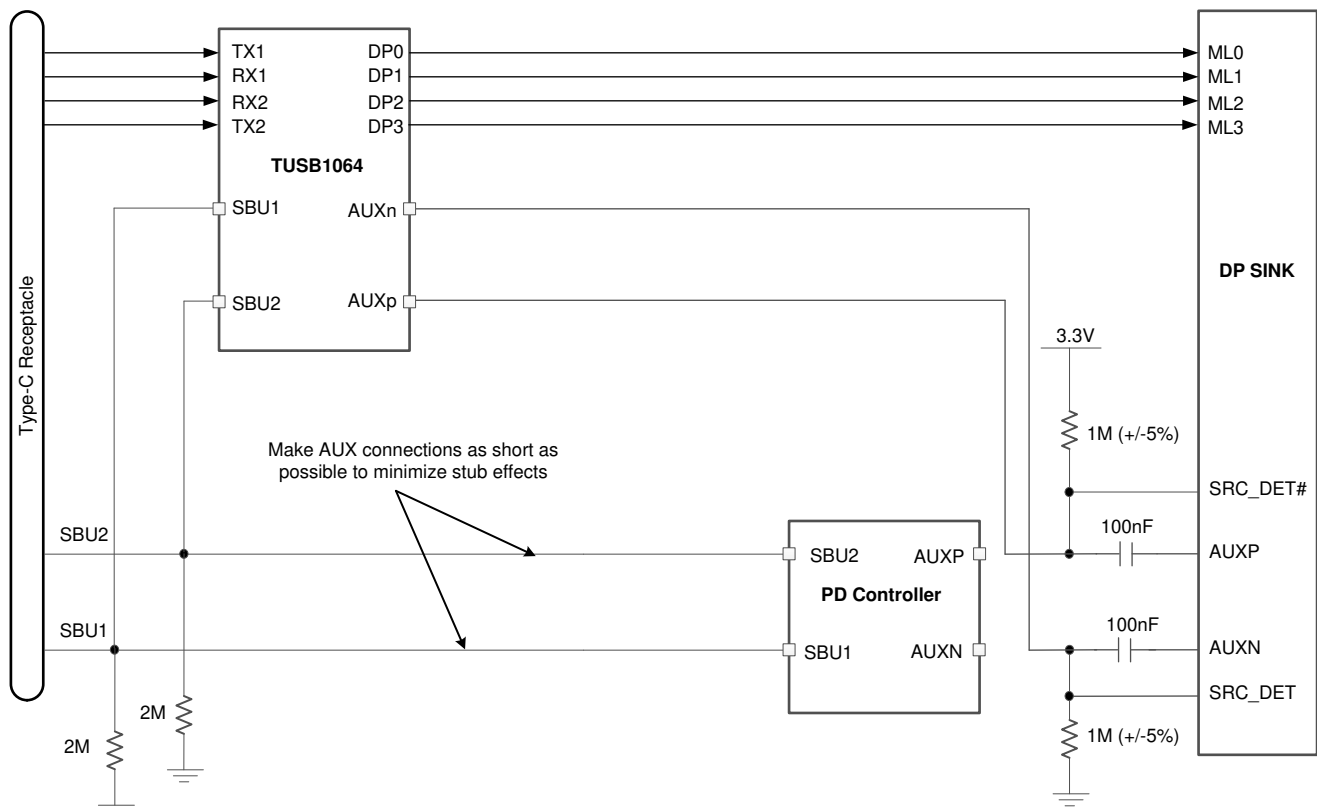 Type-C Receptacle
TX1
RX1
RX2
TX2
DP0
DP1
DP2
DP3
TUSB1064
SBU1
AUXn
SBU2
AUXp
ML0
ML1
ML2
ML3
DP SINK
3.3V
1M (+/-5%)
Make AUX connections as short as
possible to minimize stub effects
SRC_DET#
100nF
AUXP
SBU2
SBU2
AUXP
PD Controller
100nF
SBU1
SBU1
AUXN
AUXN
SRC_DET
2M
2M
1M (+/-5%)